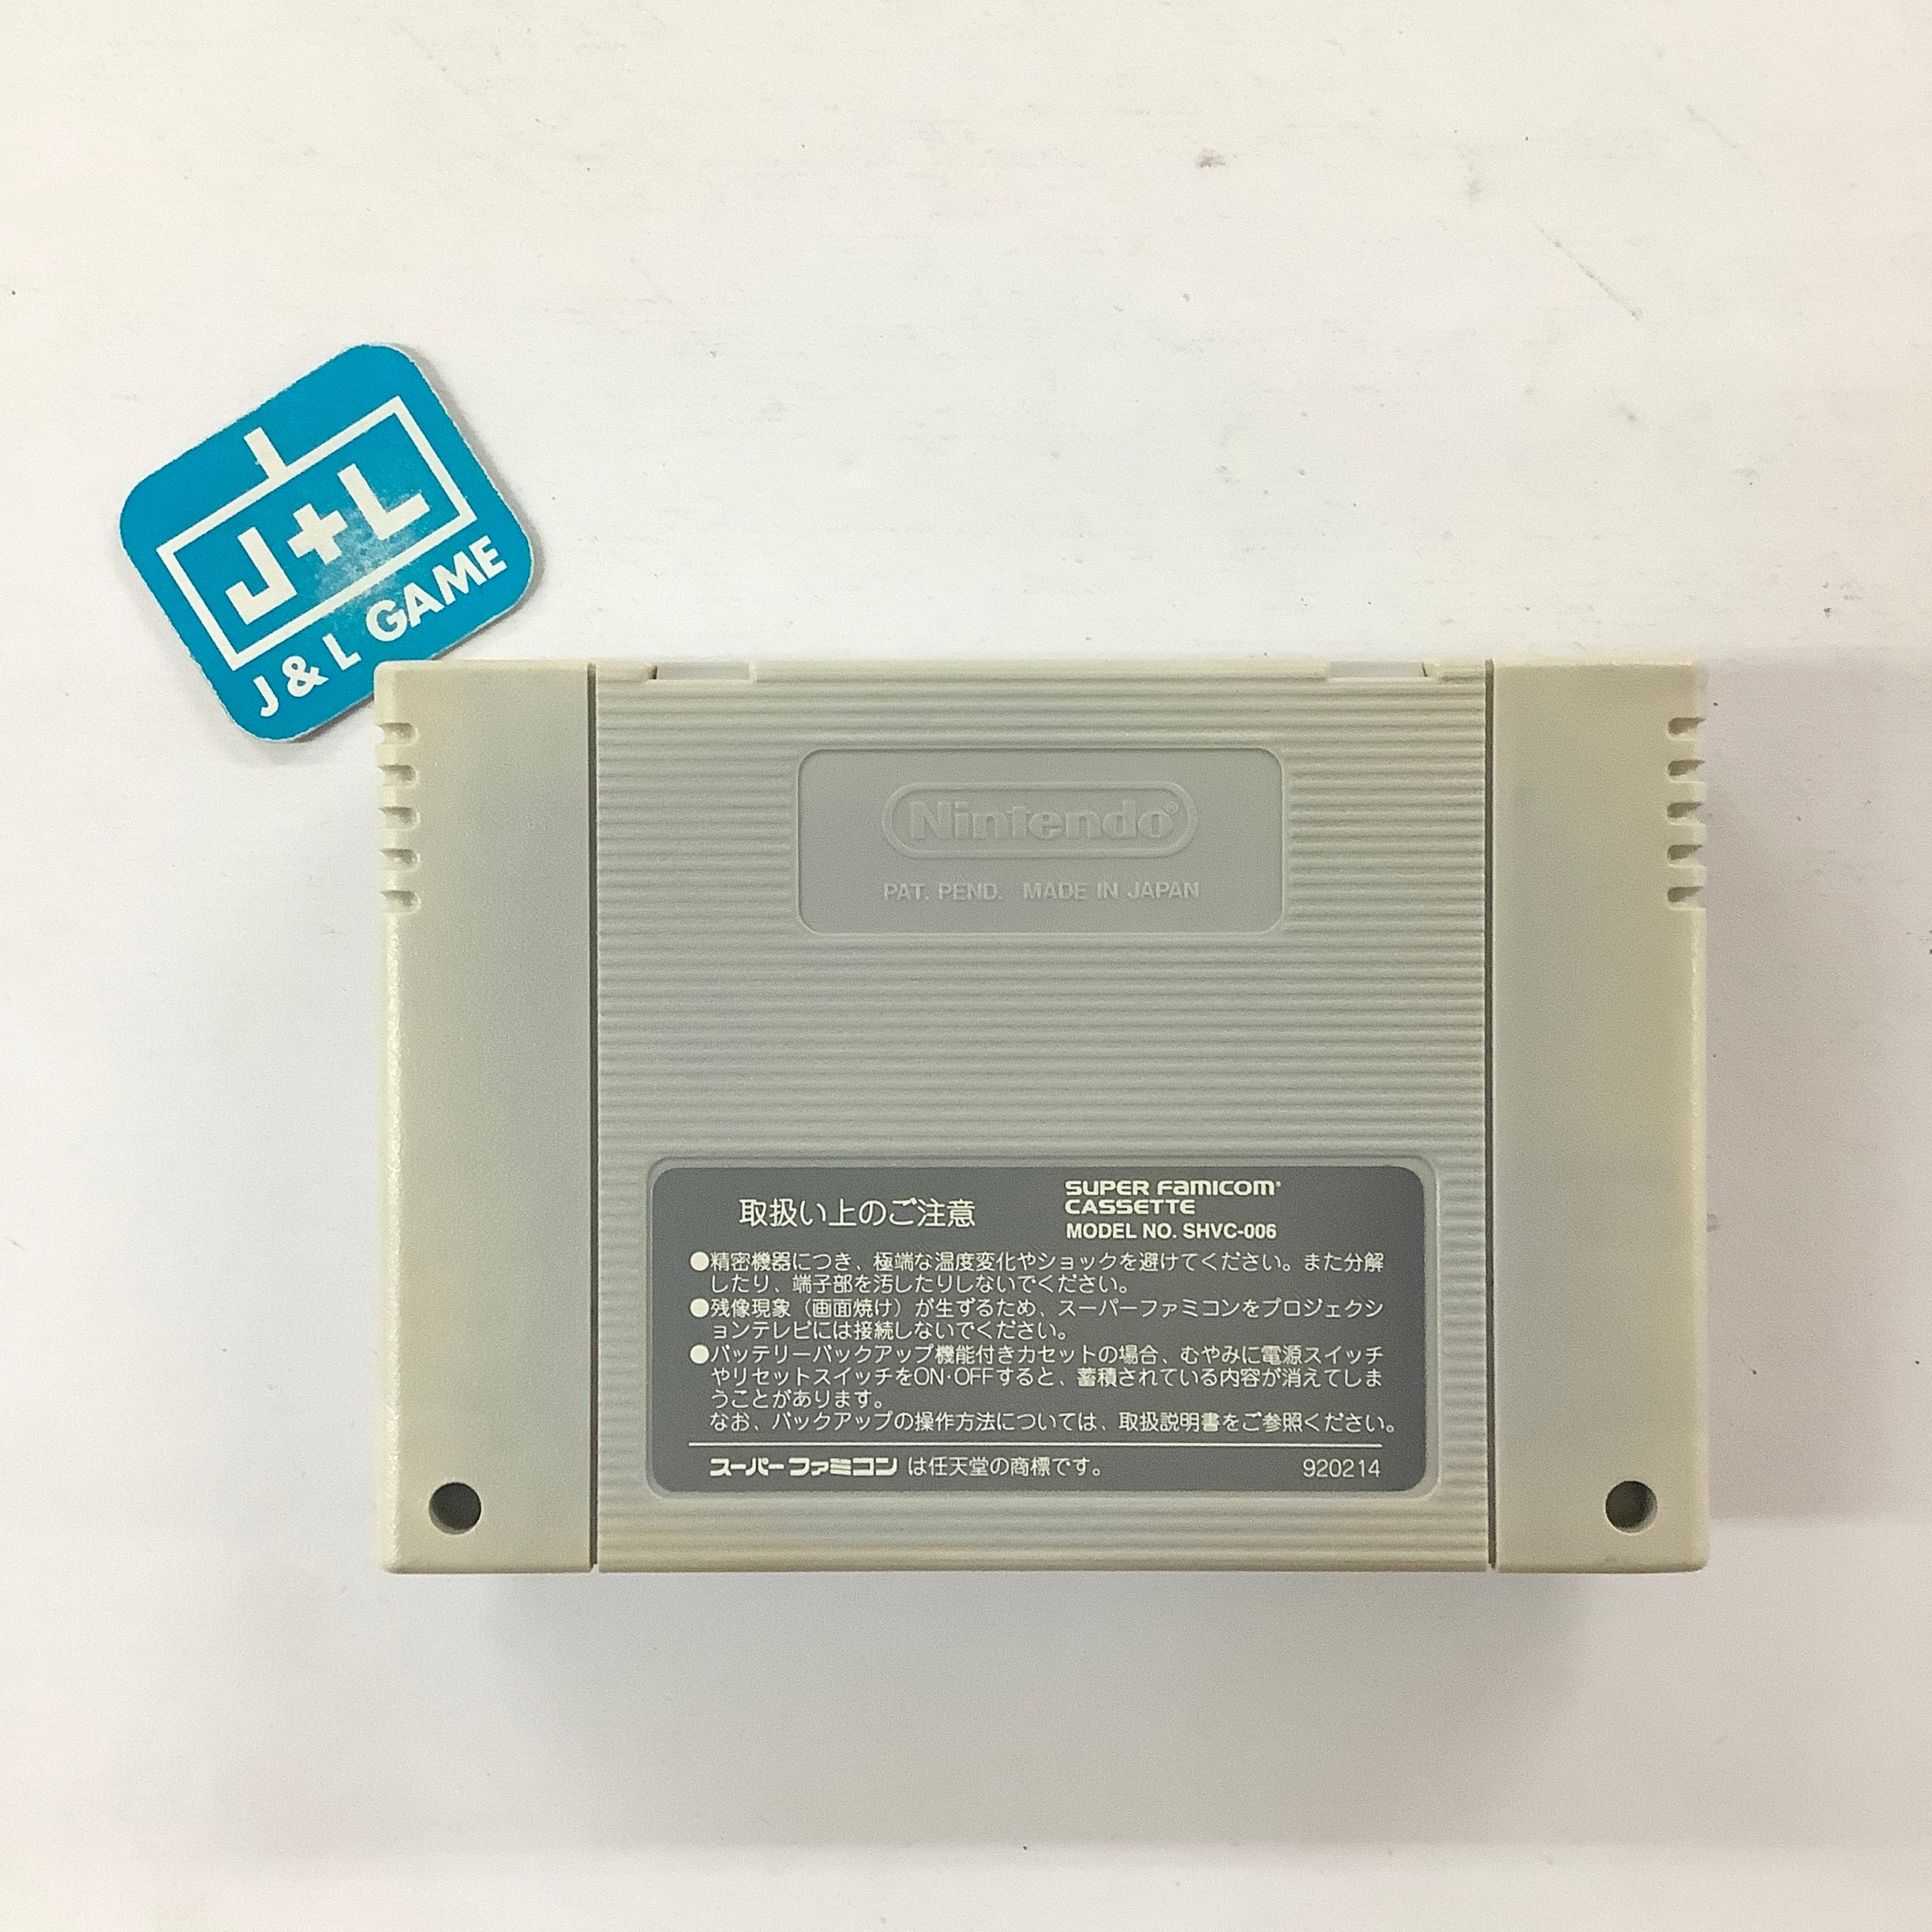 J+L
J & L GAME
Nintendo®
PAT. PEND. MADE IN JAPAN
取扱い上のご注意
SUPER FAMICOM®
CASSETTE
MODEL NO. SHVC-006
●精密機器につき、極端な温度変化やショックを避けてください。また分解
したり、端子部を汚したりしないでください。
●残像現象（画面焼け）が生ずるため、スーパーファミコンをプロジェクシ
ョンテレビには接続しないでください。
●バッテリーバックアップ機能付きカセットの場合、むやみに電源スイッチ
やリセットスイッチをON·OFFすると、蓄積されている内容が消えてしま
うことがあります。
なお、バックアップの操作方法については、取扱説明書をご参照ください。
スーパーファミコン は任天堂の商標です。 920214